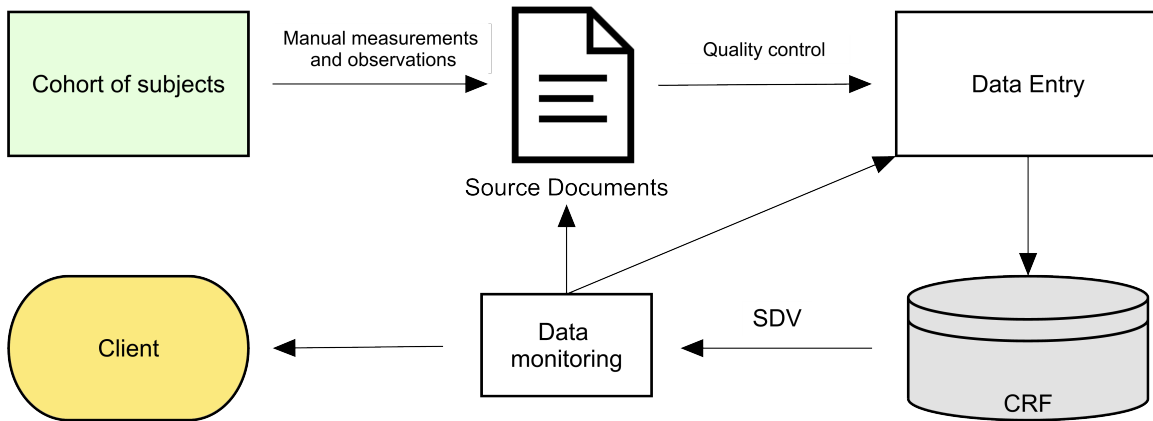 Cohort of subjects
Manual measurements
and observations
Source Documents
Quality control
Data Entry
Client
Data
monitoring
SDV
CRF